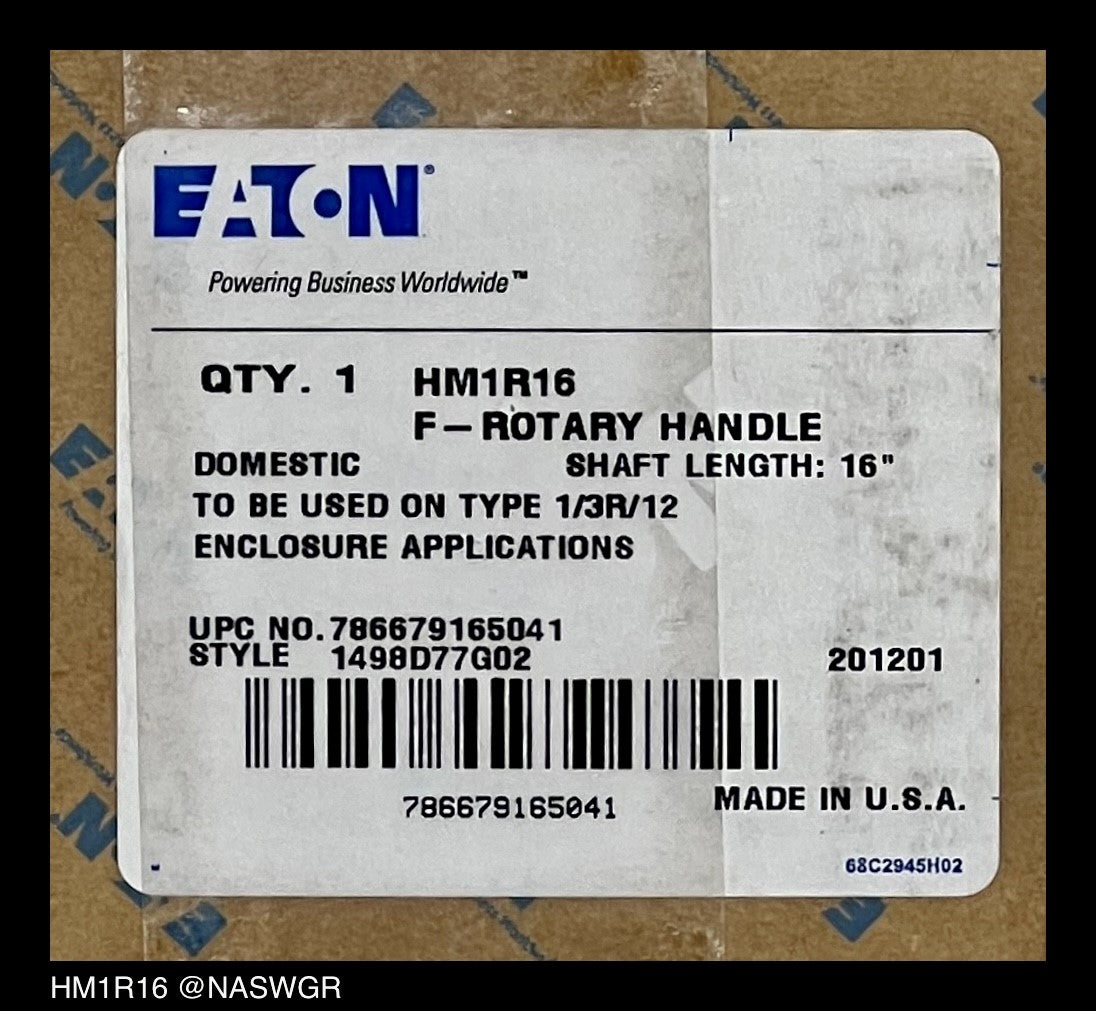 EATON®
Powering Business Worldwide™
QTY. 1 HM1R16
F-ROTARY HANDLE
DOMESTIC SHAFT LENGTH: 16"
TO BE USED ON TYPE 1/3R/12
ENCLOSURE APPLICATIONS
UPC NO. 786679165041
STYLE 1498D77G02 201201
786679165041
MADE IN U.S.A.
68C2945H02
HM1R16 @NASWGR